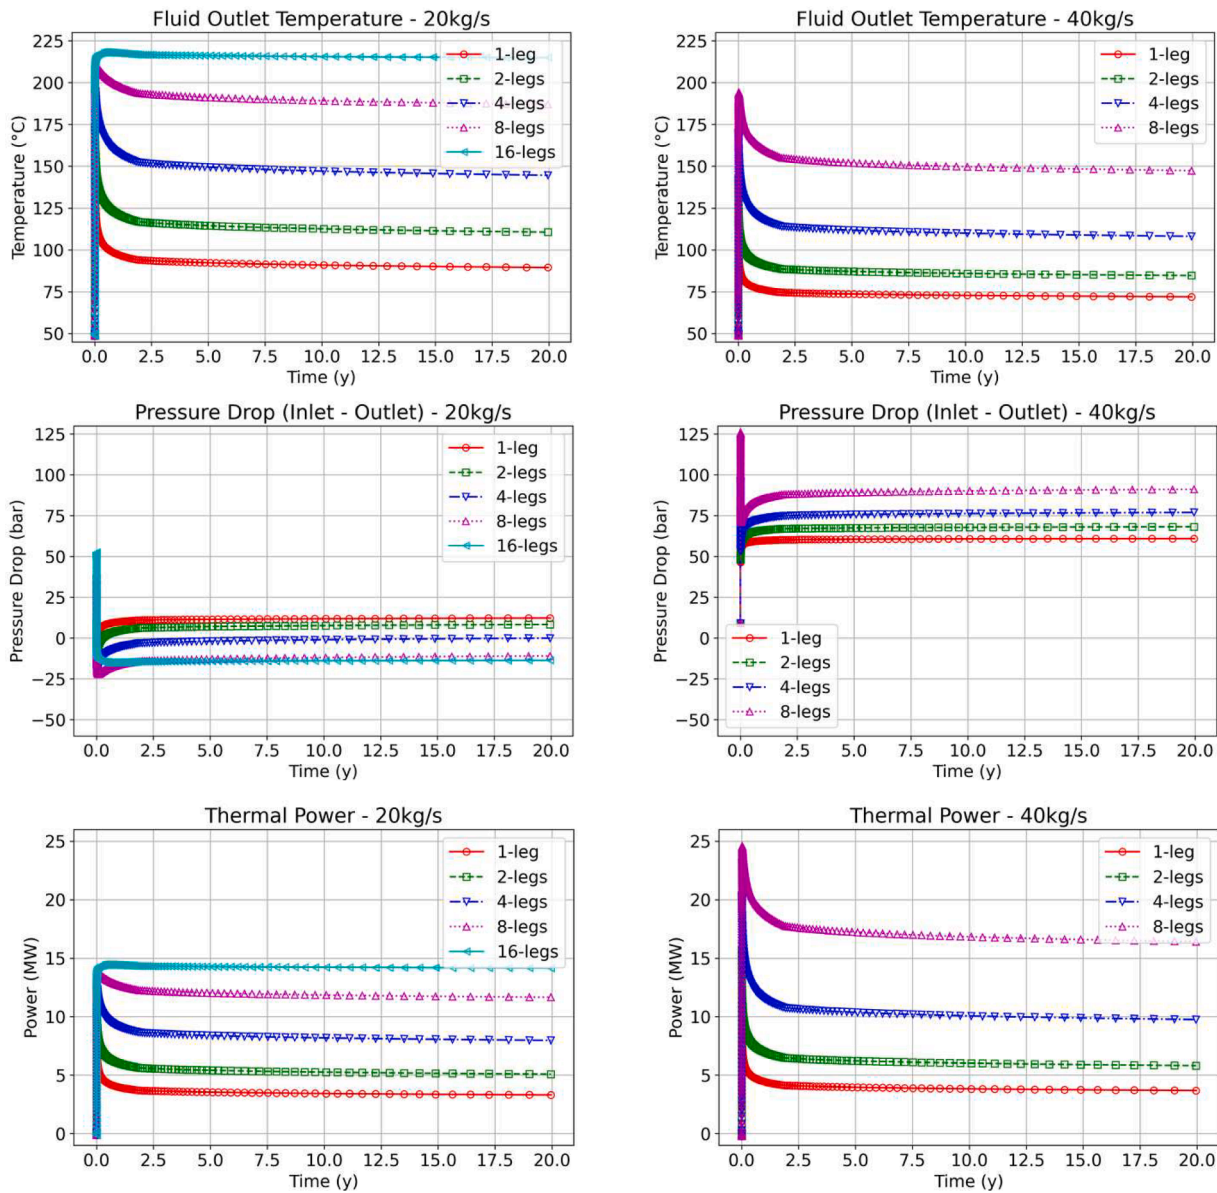 Fluid Outlet Temperature - 20kg/s
Temperature (°C)
225
200
175
150
125
100
75
50
1-leg
2-legs
4-legs
8-legs
16-legs
0.0 2.5 5.0 7.5 10.0 12.5 15.0 17.5 20.0
Time (y)
Fluid Outlet Temperature - 40kg/s
Temperature (°C)
225
200
175
150
125
100
75
50
1-leg
2-legs
4-legs
8-legs
0.0 2.5 5.0 7.5 10.0 12.5 15.0 17.5 20.0
Time (y)
Pressure Drop (Inlet - Outlet) - 20kg/s
Pressure Drop (bar)
125
100
75
50
25
0
−25
−50
1-leg
2-legs
4-legs
8-legs
16-legs
0.0 2.5 5.0 7.5 10.0 12.5 15.0 17.5 20.0
Time (y)
Pressure Drop (Inlet - Outlet) - 40kg/s
Pressure Drop (bar)
125
100
75
50
25
0
−25
−50
1-leg
2-legs
4-legs
8-legs
0.0 2.5 5.0 7.5 10.0 12.5 15.0 17.5 20.0
Time (y)
Thermal Power - 20kg/s
Power (MW)
25
20
15
10
5
0
1-leg
2-legs
4-legs
8-legs
16-legs
0.0 2.5 5.0 7.5 10.0 12.5 15.0 17.5 20.0
Time (y)
Thermal Power - 40kg/s
Power (MW)
25
20
15
10
5
0
1-leg
2-legs
4-legs
8-legs
0.0 2.5 5.0 7.5 10.0 12.5 15.0 17.5 20.0
Time (y)